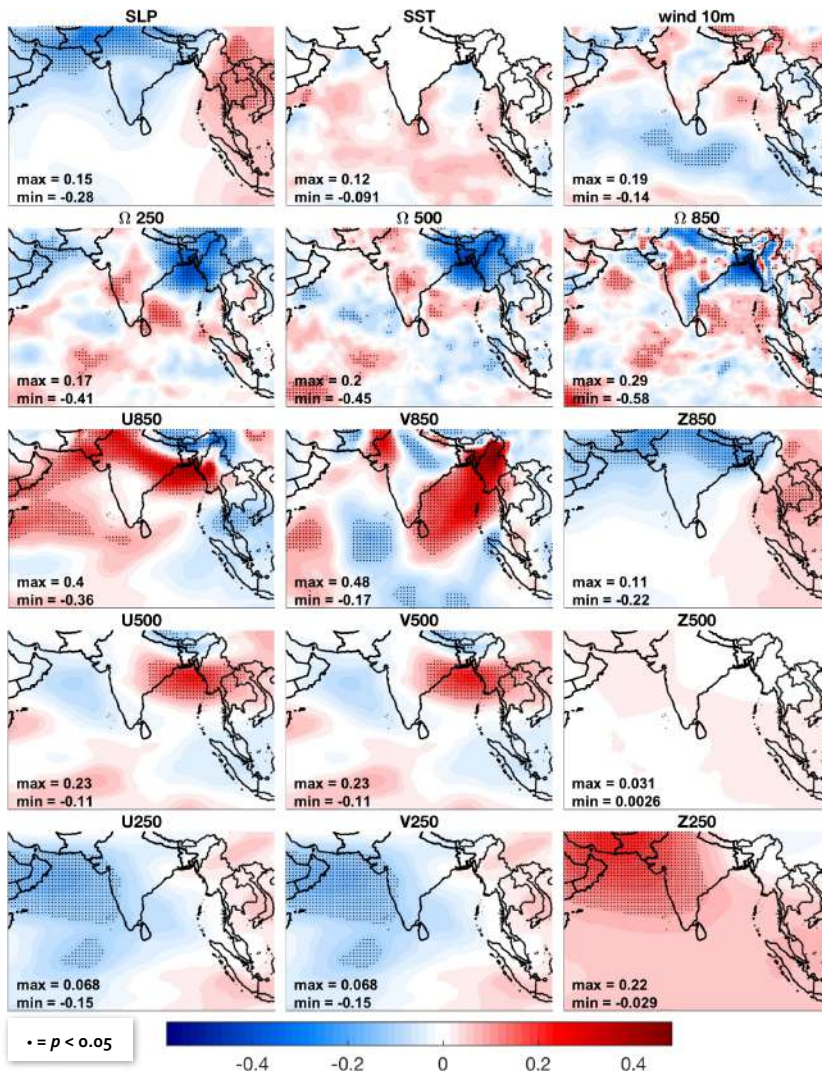 SLP SST wind 10m
max = 0.15 max = 0.12 max = 0.19
min = -0.28 min = -0.091 min = -0.14
Ω 250 Ω 500 Ω 850
max = 0.17 max = 0.2 max = 0.29
min = -0.41 min = -0.45 min = -0.58
U850 V850 Z850
max = 0.4 max = 0.48 max = 0.11
min = -0.36 min = -0.17 min = -0.22
U500 V500 Z500
max = 0.23 max = 0.23 max = 0.031
min = -0.11 min = -0.11 min = 0.0026
U250 V250 Z250
max = 0.068 max = 0.068 max = 0.22
min = -0.15 min = -0.15 min = -0.029
• = p < 0.05
-0.4 -0.2 0 0.2 0.4